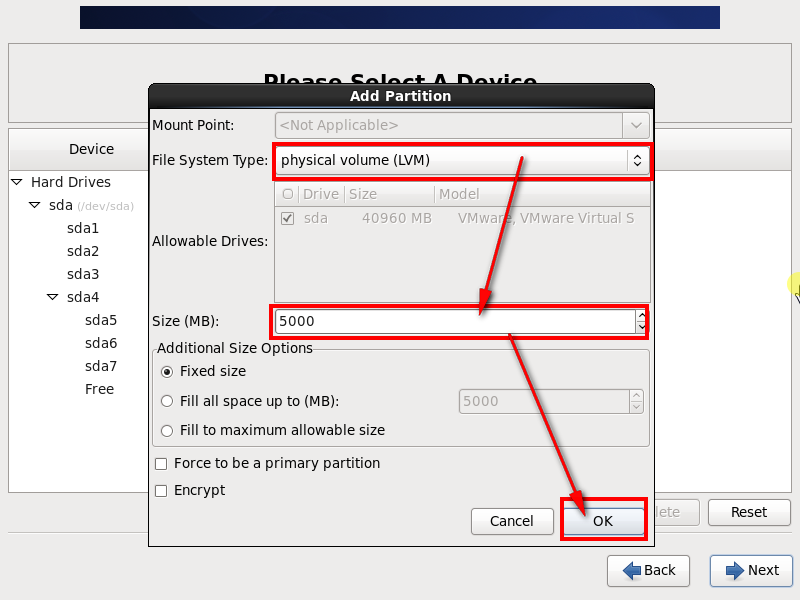 Please Select A Device
Add Partition
Mount Point: <Not Applicable>
Device
File System Type: physical volume (LVM)
Drive Size Model
Hard Drives
sda 40960 MB VMware, VMware Virtual S
sda (/dev/sda)
sda1
Allowable Drives:
sda2
sda3
sda4
sda5
Size (MB): 5000
sda6
Additional Size Options
sda7
Fixed size
Free
Fill all space up to (MB): 5000
Fill to maximum allowable size
Force to be a primary partition
Encrypt
Cancel OK Reset
Back Next